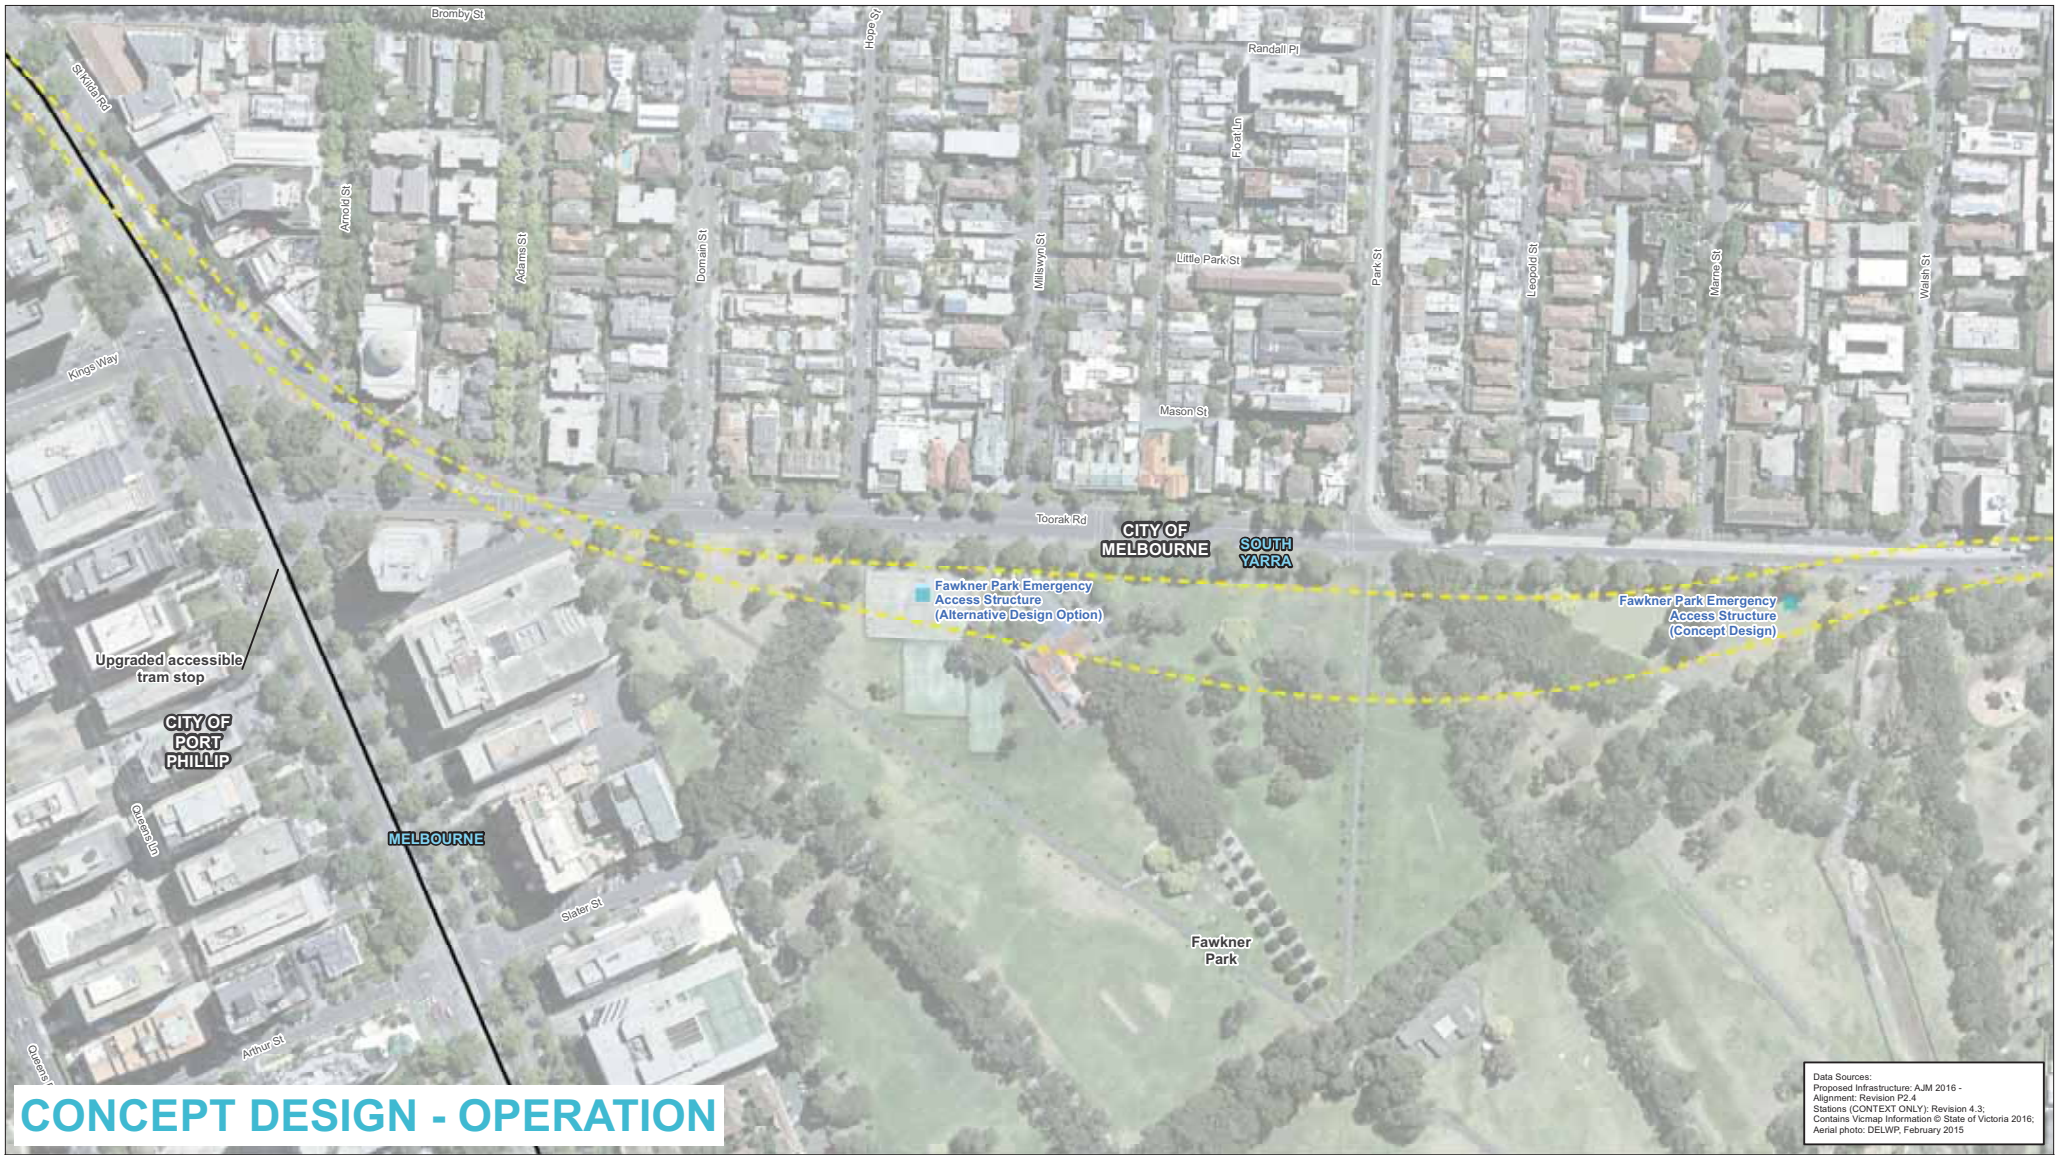 Bromby St
Hope St
Randall Pl
St Kilda Rd
Float Ln
Arnold St
Adams St
Domain St
Millswyn St
Little Park St
Park St
Leopold St
Marne St
Walsh St
Kings Way
Mason St
Toorak Rd
CITY OF
MELBOURNE
SOUTH
YARRA
Fawkner Park Emergency
Access Structure
(Alternative Design Option)
Fawkner Park Emergency
Access Structure
(Concept Design)
Upgraded accessible
tram stop
CITY OF
PORT
PHILLIP
Queens Ln
MELBOURNE
Slater St
Fawkner
Park
Arthur St
Queens
CONCEPT DESIGN - OPERATION
Data Sources:
Proposed Infrastructure: AJM 2016 -
Alignment: Revision P2.4
Stations (CONTEXT ONLY): Revision 4.3;
Contains Vicmap Information © State of Victoria 2016;
Aerial photo: DELWP, February 2015